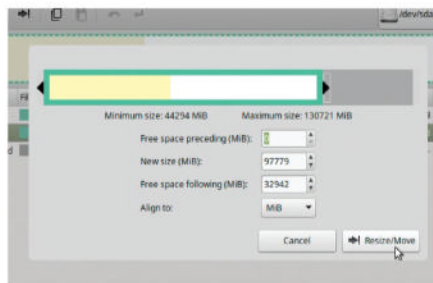 /dev/sda
Minimum size: 44294 MiB Maximum size: 130721 MiB
Free space preceding (MiB): 0
New size (MiB): 97779
Free space following (MiB): 32942
Align to: MiB
Cancel Resize/Move